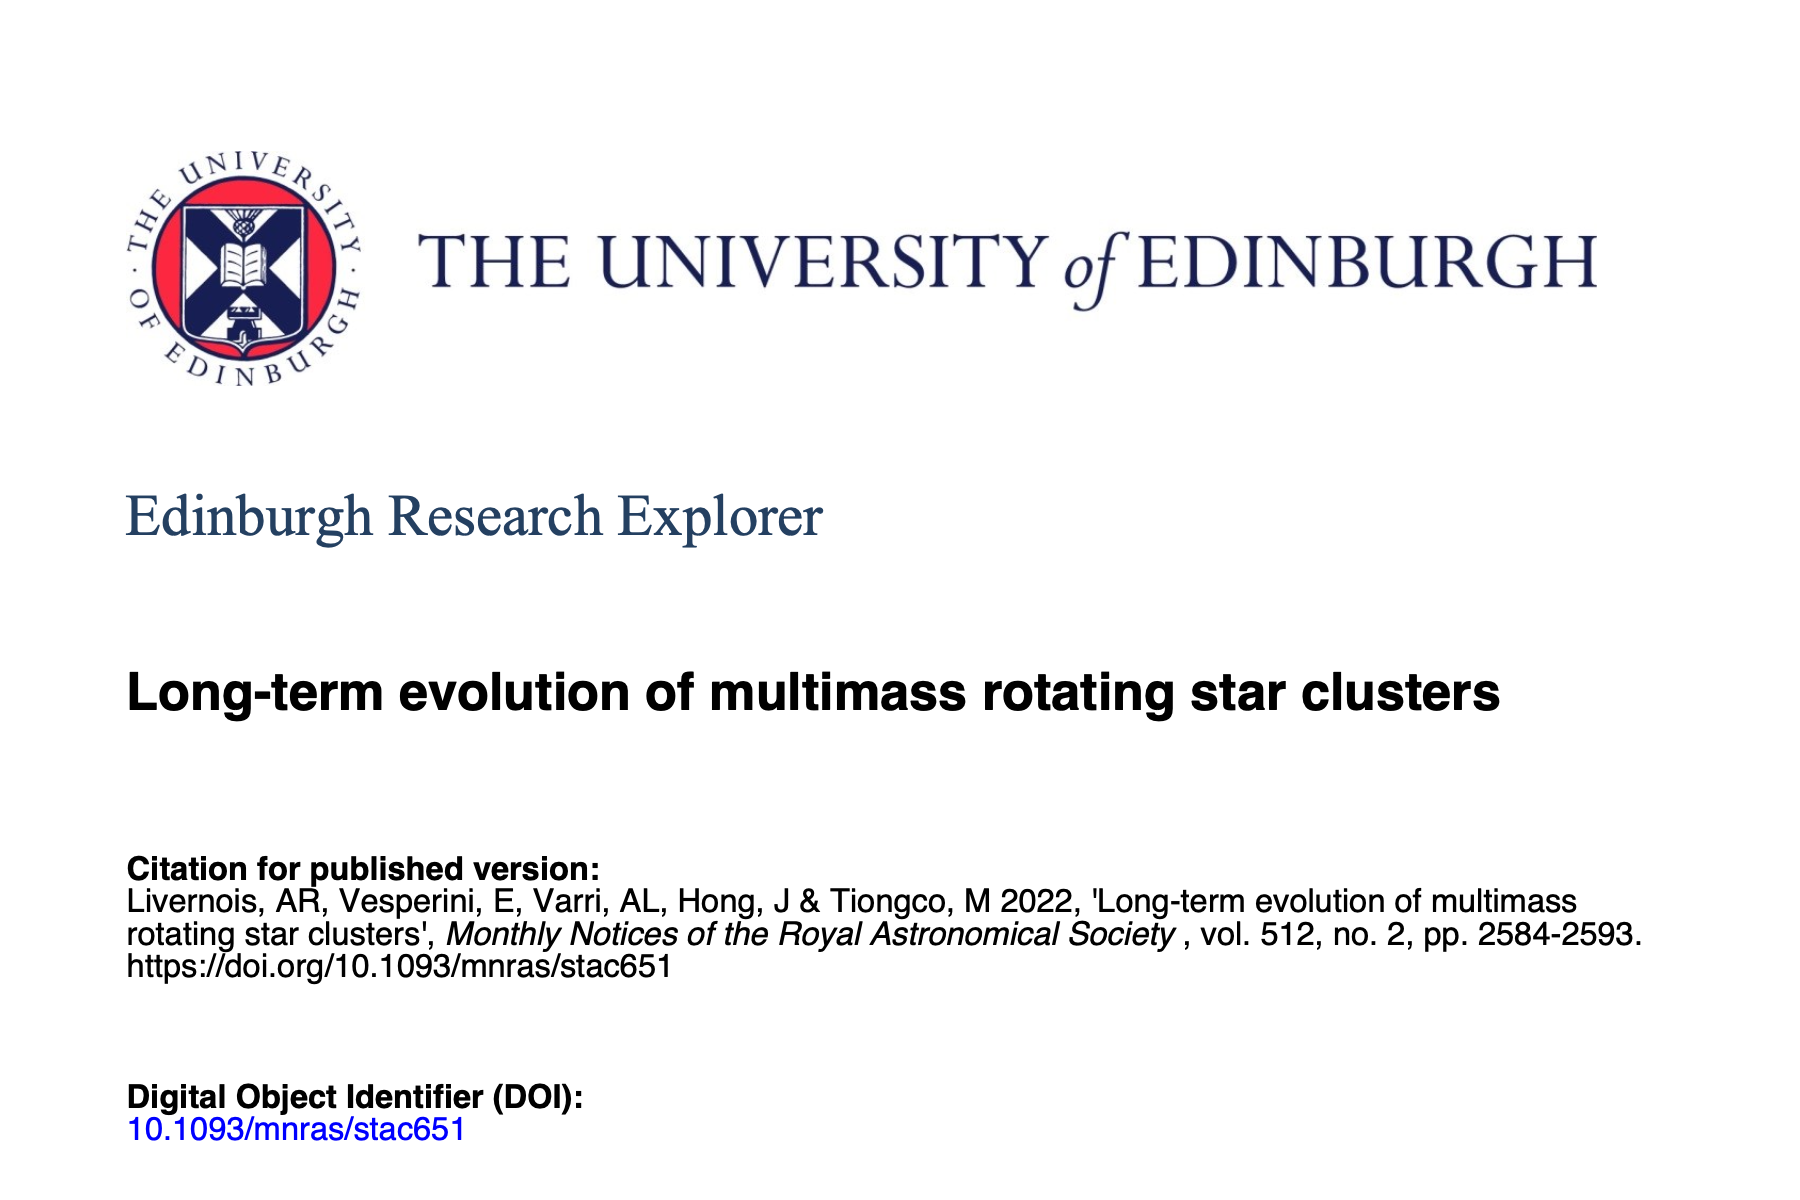 THE UNIVERSITY
OF EDINBURGH
THE UNIVERSITY of EDINBURGH
Edinburgh Research Explorer
Long-term evolution of multimass rotating star clusters
Citation for published version:
Livernois, AR, Vesperini, E, Varri, AL, Hong, J & Tiongco, M 2022, 'Long-term evolution of multimass
rotating star clusters', Monthly Notices of the Royal Astronomical Society , vol. 512, no. 2, pp. 2584-2593.
https://doi.org/10.1093/mnras/stac651
Digital Object Identifier (DOI):
10.1093/mnras/stac651